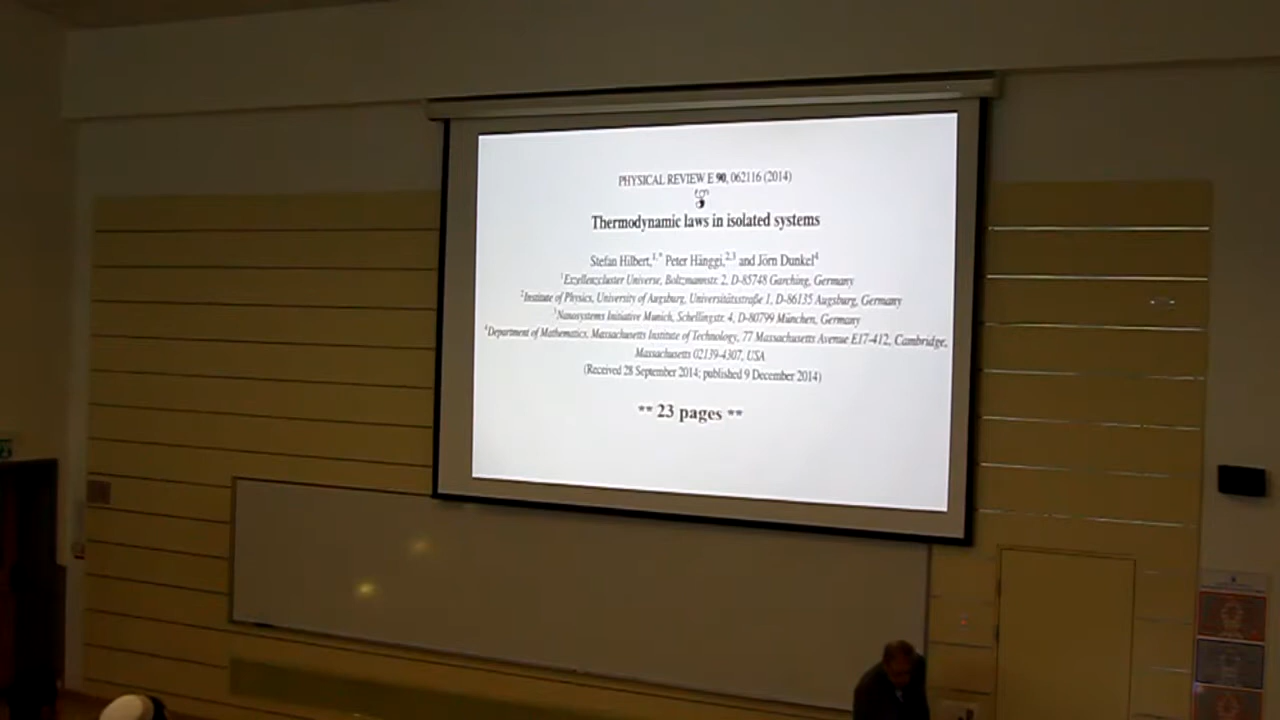 PHYSICAL REVIEW E 90, 062116 (2014)
Thermodynamic laws in isolated systems
Stefan Hilbert,1,* Peter Hänggi,2,3 and Jörn Dunkel4
1Exzellenzcluster Universe, Boltzmannstr. 2, D-85748 Garching, Germany
2Institute of Physics, University of Augsburg, Universitätsstraße 1, D-86135 Augsburg, Germany
3Nanosystems Initiative Munich, Schellingstr. 4, D-80799 München, Germany
4Department of Mathematics, Massachusetts Institute of Technology, 77 Massachusetts Avenue E17-412, Cambridge,
Massachusetts 02139-4307, USA
(Received 28 September 2014; published 9 December 2014)
** 23 pages **